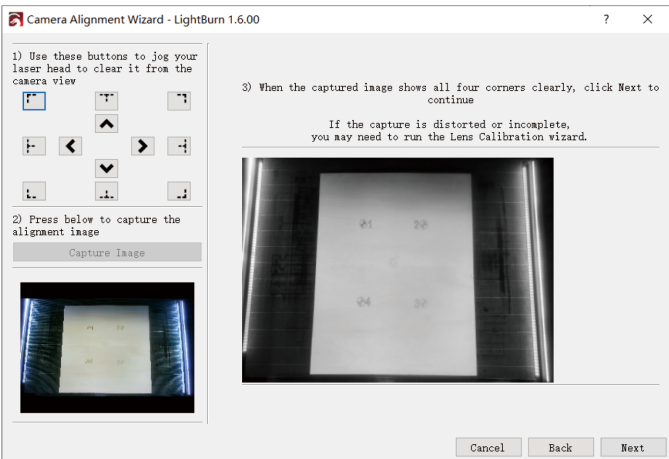 Camera Alignment Wizard - LightBurn 1.6.00
1) Use these buttons to jog your
laser head to clear it from the
camera view
2) Press below to capture the
alignment image
Capture Image
3) When the captured image shows all four corners clearly, click Next to
continue
If the capture is distorted or incomplete,
you may need to run the Lens Calibration wizard.
Cancel
Back
Next